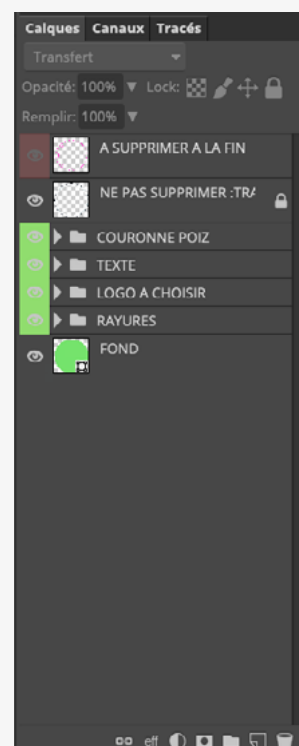 Calques Canaux Tracés
Transfert
Opacité: 100% Lock:
Remplir: 100%
A SUPPRIMER A LA FIN
NE PAS SUPPRIMER :TRA
COURONNE POIZ
TEXTE
LOGO A CHOISIR
RAYURES
FOND
eff